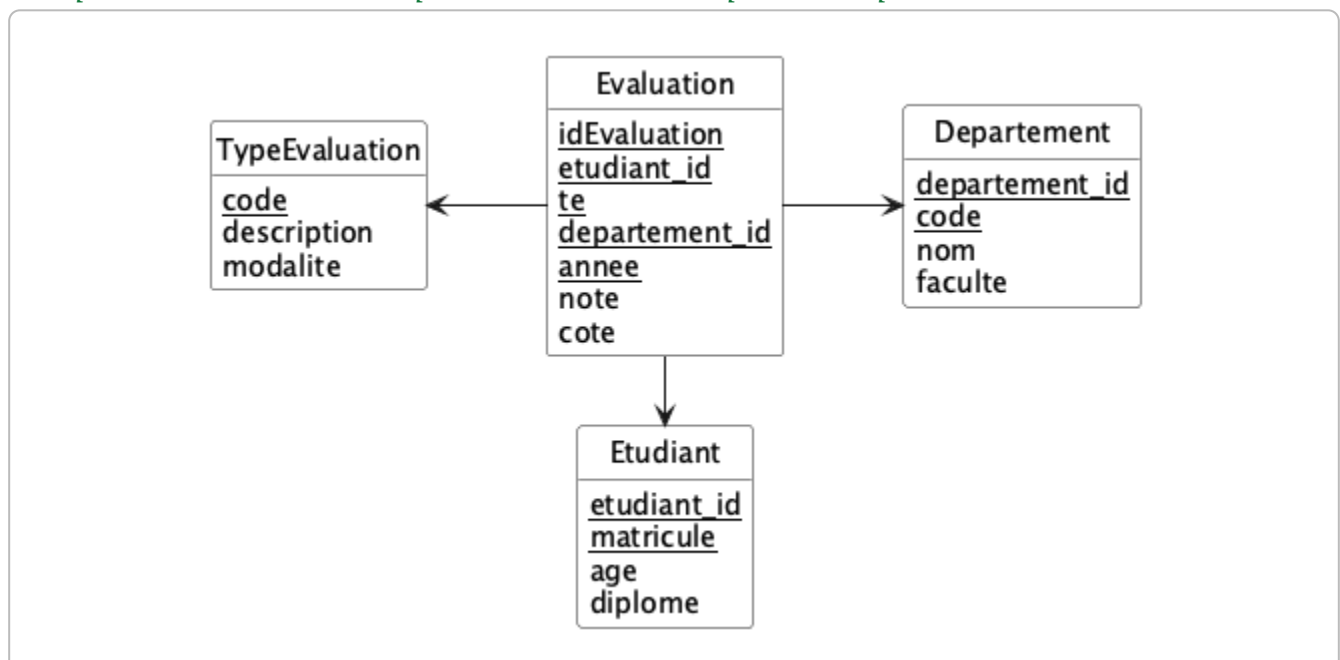 Evaluation
idEvaluation
etudiant_id
te
departement_id
annee
note
cote
TypeEvaluation
code
description
modalite
Departement
departement_id
code
nom
faculte
Etudiant
etudiant_id
matricule
age
diplome